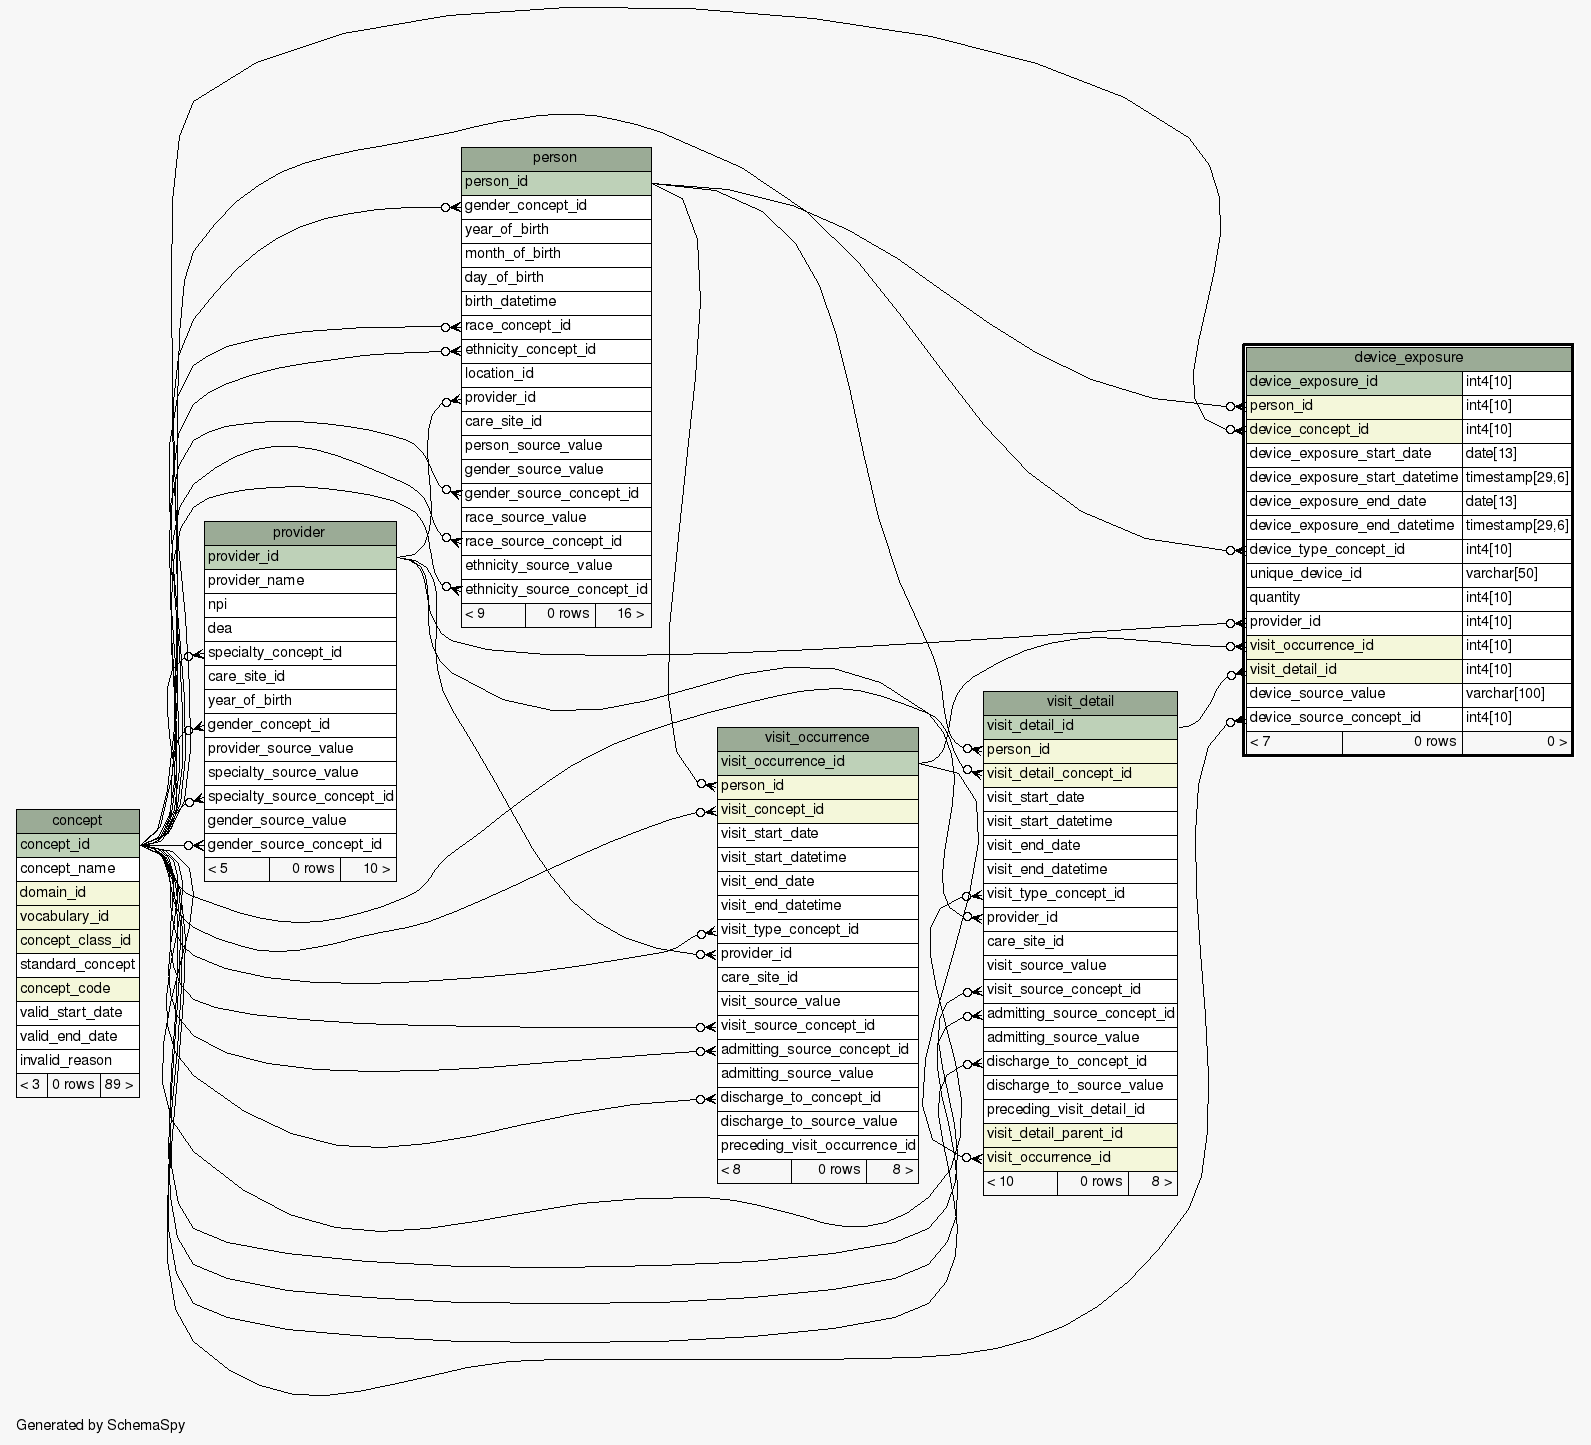 person
person_id
gender_concept_id
year_of_birth
month_of_birth
day_of_birth
birth_datetime
race_concept_id
ethnicity_concept_id
location_id
provider_id
care_site_id
person_source_value
gender_source_value
gender_source_concept_id
race_source_value
race_source_concept_id
ethnicity_source_value
ethnicity_source_concept_id
< 9 0 rows 16 >
device_exposure
device_exposure_id int4[10]
person_id int4[10]
device_concept_id int4[10]
device_exposure_start_date date[13]
device_exposure_start_datetime timestamp[29,6]
device_exposure_end_date date[13]
device_exposure_end_datetime timestamp[29,6]
device_type_concept_id int4[10]
unique_device_id varchar[50]
quantity int4[10]
provider_id int4[10]
visit_occurrence_id int4[10]
visit_detail_id int4[10]
device_source_value varchar[100]
device_source_concept_id int4[10]
< 7 0 rows 0 >
provider
provider_id
provider_name
npi
dea
specialty_concept_id
care_site_id
year_of_birth
gender_concept_id
provider_source_value
specialty_source_value
specialty_source_concept_id
gender_source_value
gender_source_concept_id
< 5 0 rows 10 >
visit_detail
visit_detail_id
person_id
visit_detail_concept_id
visit_start_date
visit_start_datetime
visit_end_date
visit_end_datetime
visit_type_concept_id
provider_id
care_site_id
visit_source_value
visit_source_concept_id
admitting_source_concept_id
admitting_source_value
discharge_to_concept_id
discharge_to_source_value
preceding_visit_detail_id
visit_detail_parent_id
visit_occurrence_id
< 10 0 rows 8 >
visit_occurrence
visit_occurrence_id
person_id
visit_concept_id
visit_start_date
visit_start_datetime
visit_end_date
visit_end_datetime
visit_type_concept_id
provider_id
care_site_id
visit_source_value
visit_source_concept_id
admitting_source_concept_id
admitting_source_value
discharge_to_concept_id
discharge_to_source_value
preceding_visit_occurrence_id
< 8 0 rows 8 >
concept
concept_id
concept_name
domain_id
vocabulary_id
concept_class_id
standard_concept
concept_code
valid_start_date
valid_end_date
invalid_reason
< 3 0 rows 89 >
Generated by SchemaSpy